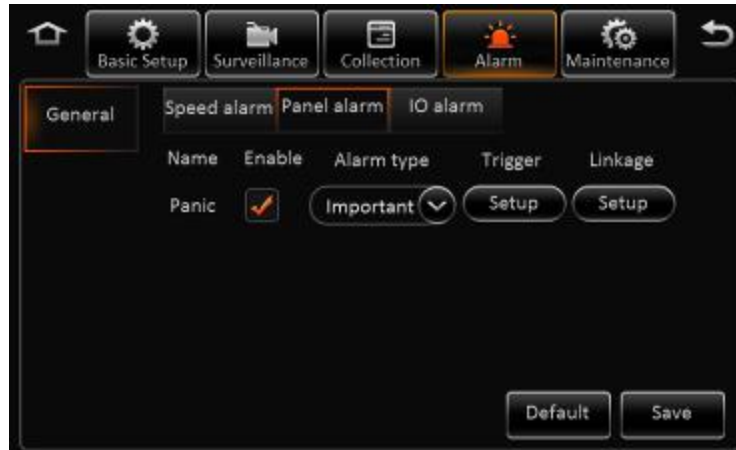 Basic Setup Surveillance Collection Alarm Maintenance
General Speed alarm Panel alarm IO alarm
Name Enable Alarm type Trigger Linkage
Panic Important Setup Setup
Default Save